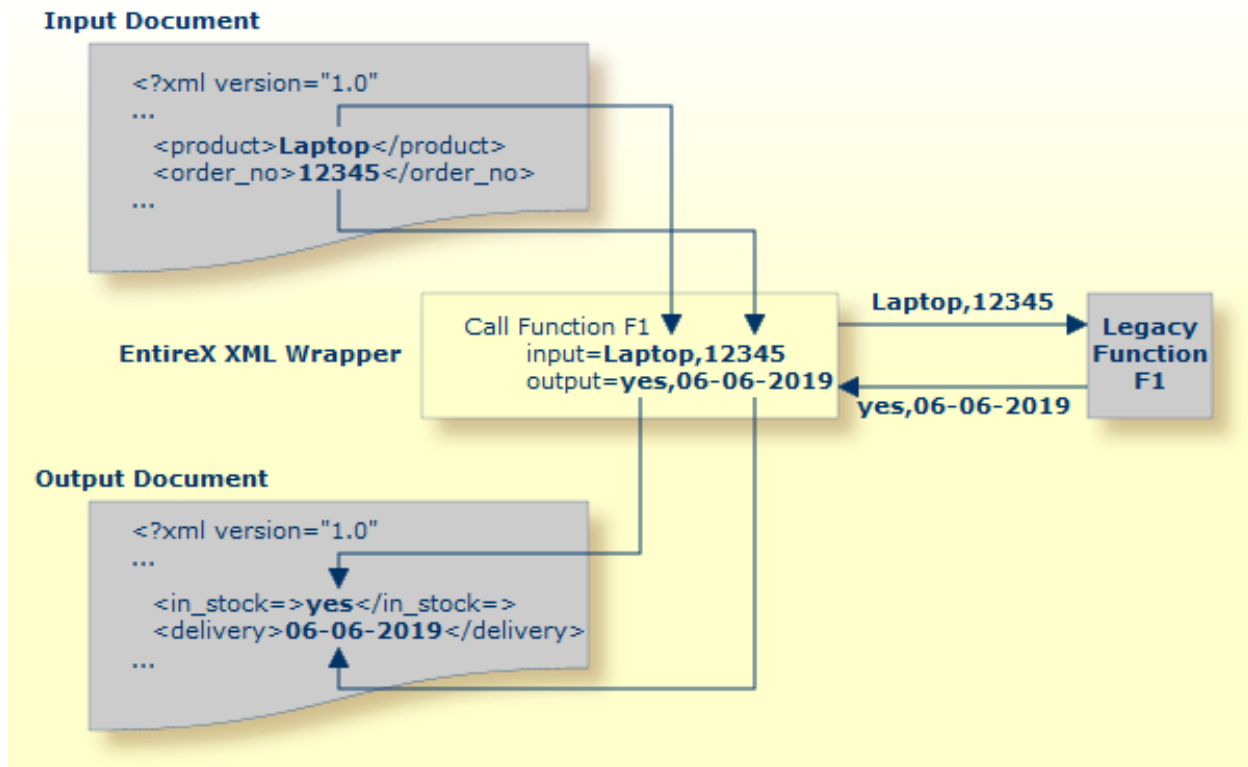 Input Document
<?xml version="1.0"
...
<product>Laptop</product>
<order_no>12345</order_no>
...
EntireX XML Wrapper
Call Function F1
input=Laptop,12345
output=yes,06-06-2019
Laptop,12345
yes,06-06-2019
Legacy
Function
F1
Output Document
<?xml version="1.0"
...
<in_stock=>yes</in_stock=>
<delivery>06-06-2019</delivery>
...